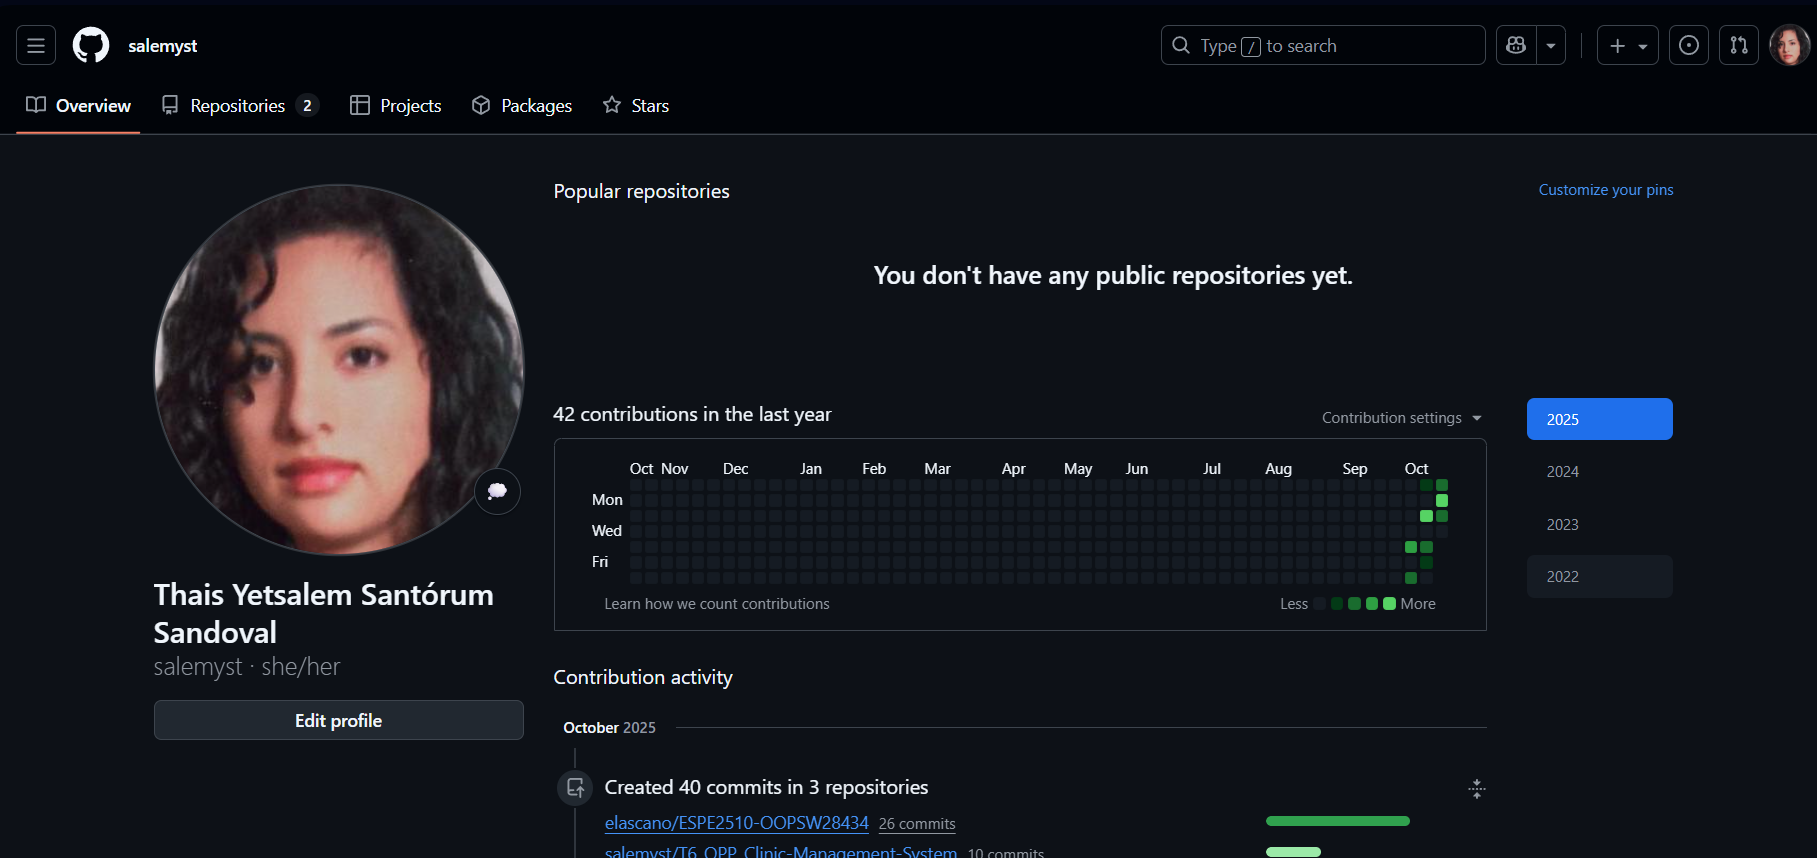 salemyst
Type / to search
Overview
Repositories 2
Projects
Packages
Stars
Popular repositories
Customize your pins
You don't have any public repositories yet.
42 contributions in the last year
Contribution settings
2025
2024
2023
2022
Oct Nov Dec Jan Feb Mar Apr May Jun Jul Aug Sep Oct
Mon
Wed
Fri
Learn how we count contributions
Less More
Thais Yetsalem Santórum
Sandoval
salemyst · she/her
Edit profile
Contribution activity
October 2025
Created 40 commits in 3 repositories
elascano/ESPE2510-OOPSW28434 26 commits
salemyst/T6_OPP_Clinic-Management-System 10 commits